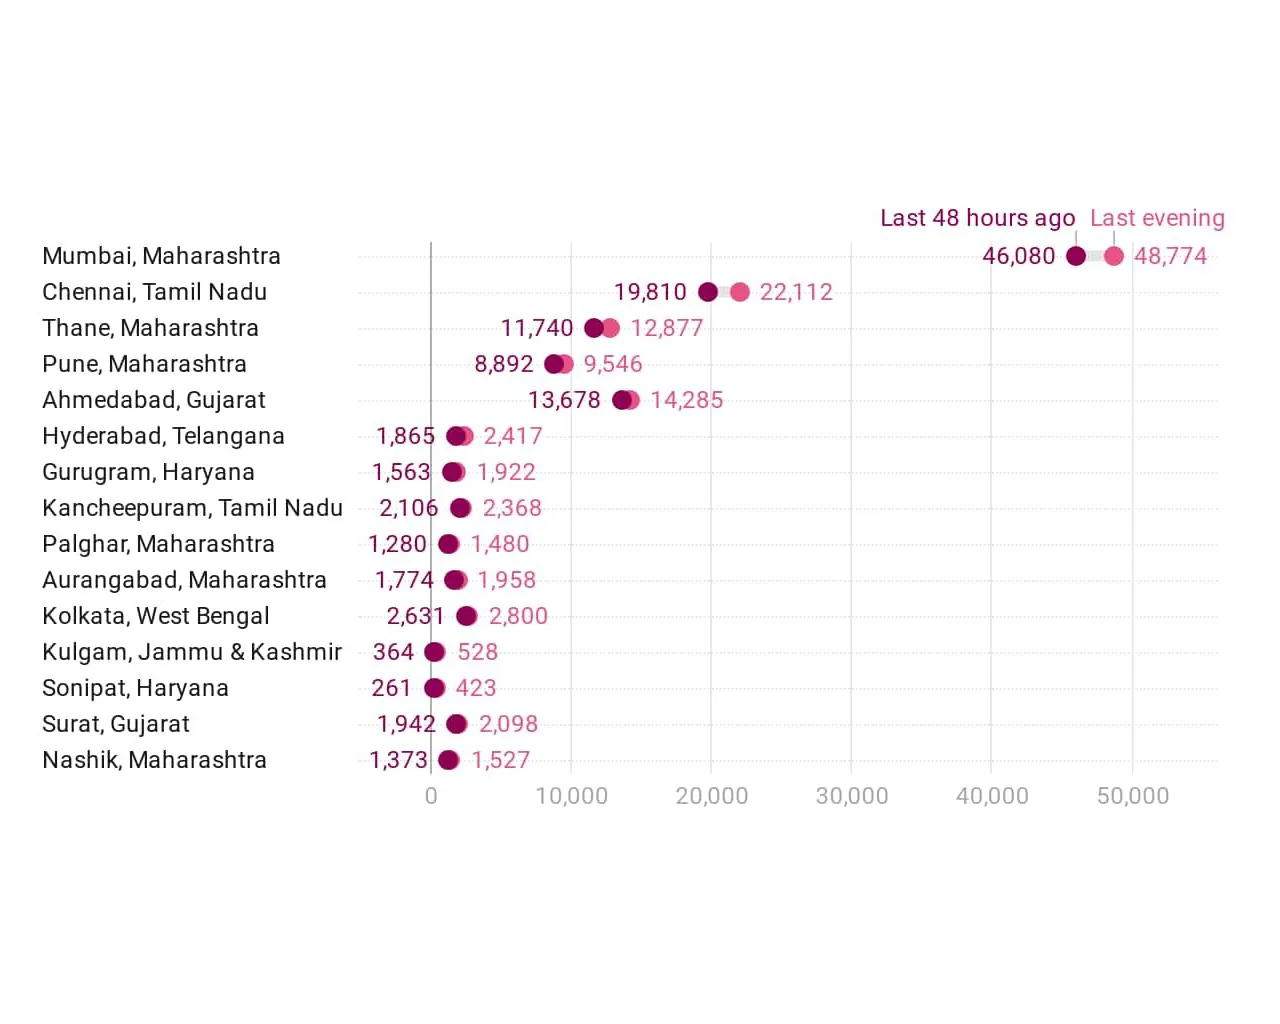 Last 48 hours ago Last evening
Mumbai, Maharashtra 46,080 48,774
Chennai, Tamil Nadu 19,810 22,112
Thane, Maharashtra 11,740 12,877
Pune, Maharashtra 8,892 9,546
Ahmedabad, Gujarat 13,678 14,285
Hyderabad, Telangana 1,865 2,417
Gurugram, Haryana 1,563 1,922
Kancheepuram, Tamil Nadu 2,106 2,368
Palghar, Maharashtra 1,280 1,480
Aurangabad, Maharashtra 1,774 1,958
Kolkata, West Bengal 2,631 2,800
Kulgam, Jammu & Kashmir 364 528
Sonipat, Haryana 261 423
Surat, Gujarat 1,942 2,098
Nashik, Maharashtra 1,373 1,527
0 10,000 20,000 30,000 40,000 50,000